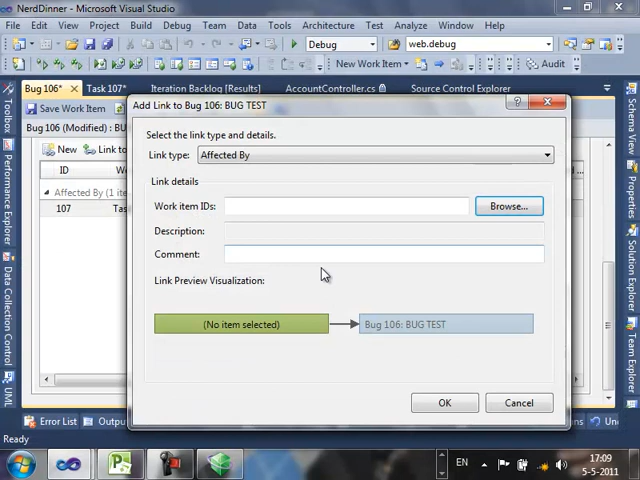 NerdDinner - Microsoft Visual Studio
File Edit View Project Build Debug Team Data Tools Architecture Test Analyze Window Help
Debug web.debug
New Work Item Audit
Bug 106* Task 107* Iteration Backlog [Results] AccountController.cs Source Control Explorer
Save Work Item
Add Link to Bug 106: BUG TEST
Bug 106 (Modified) : BU
Select the link type and details.
New Link to
Link type: Affected By
ID
Link details
Affected By (1 ite
107 Tas
Work item IDs: Browse...
Description:
Comment:
Link Preview Visualization:
(No item selected) Bug 106: BUG TEST
OK Cancel
Error List Outpu Un
Ready
Toolbox
Performance Explorer
Data Collection Control
UML
Schema View
Properties
Solution Explorer
Team Explorer
EN 17:09
5-5-2011